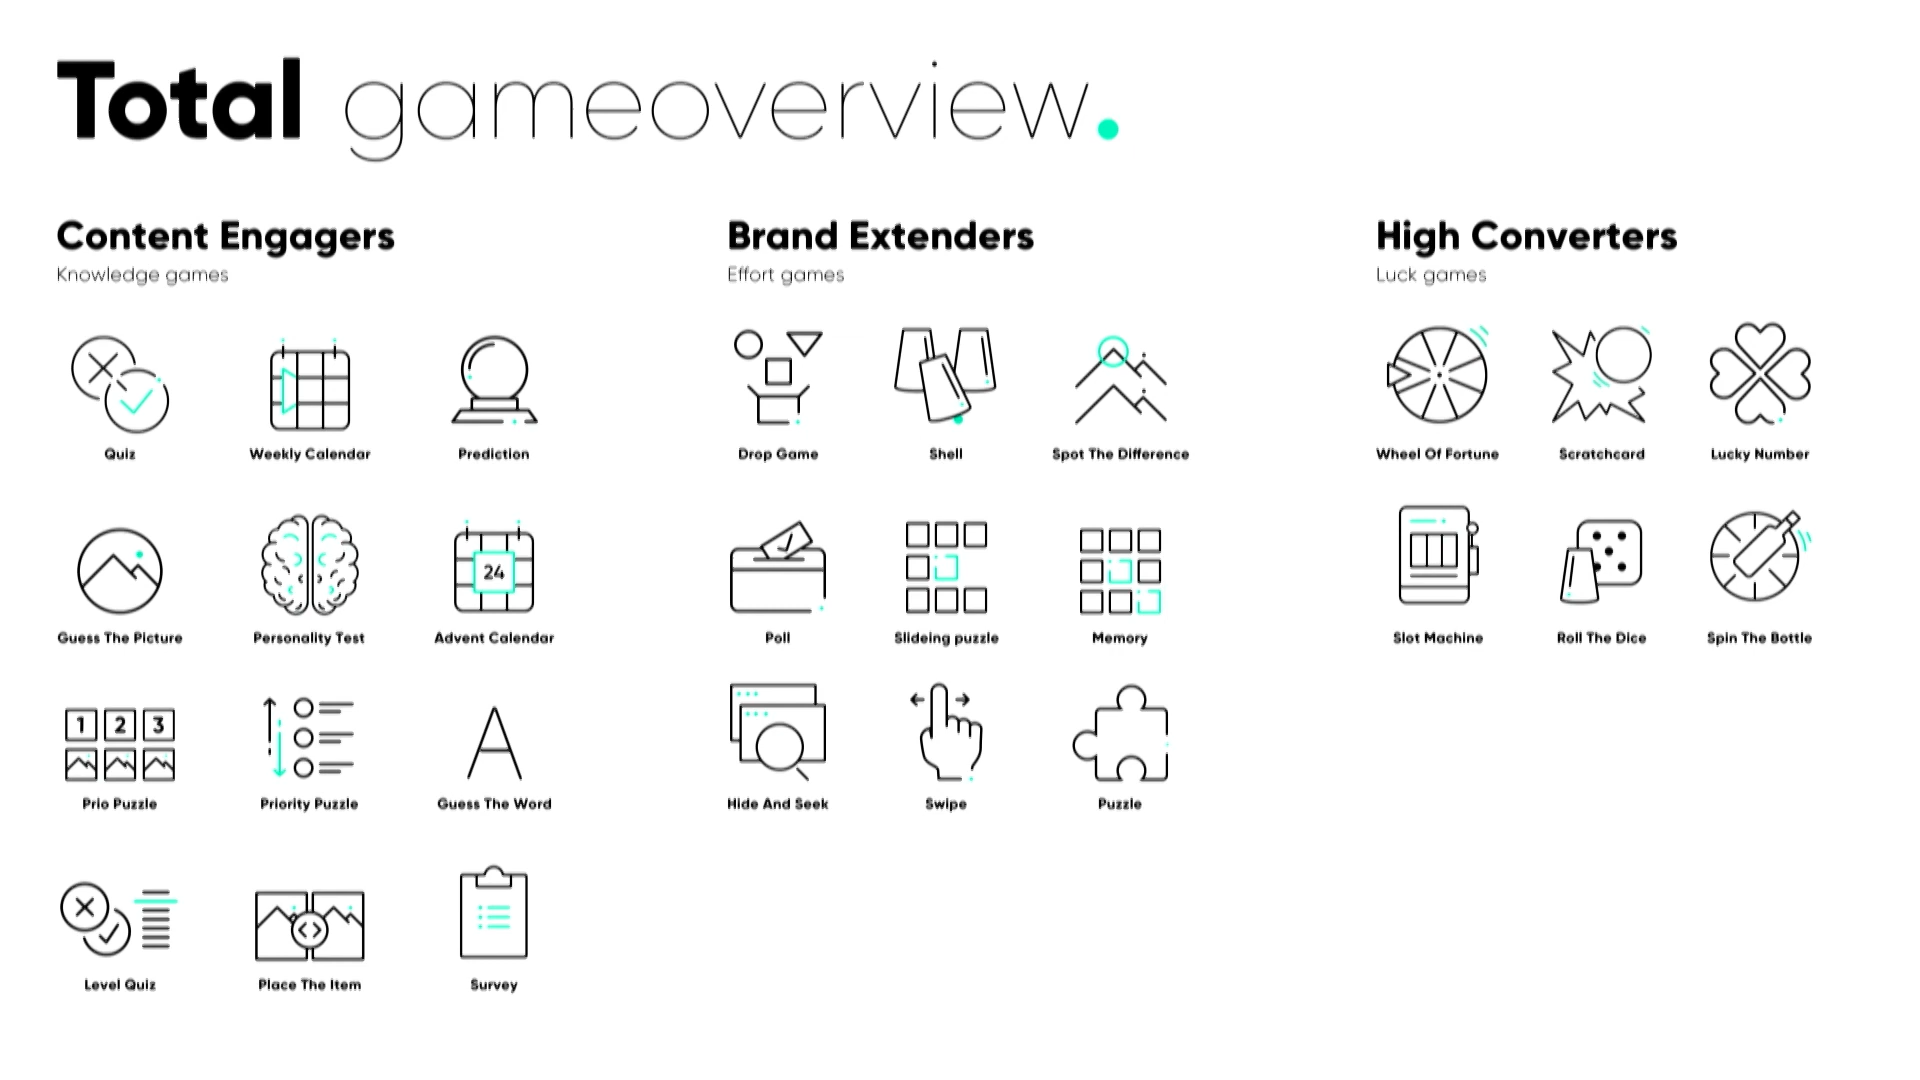 Total gameoverview.
Content Engagers
Knowledge games
Quiz
Weekly Calendar
Prediction
Guess The Picture
Personality Test
24
Advent Calendar
1 2 3
Prio Puzzle
Priority Puzzle
A
Guess The Word
Level Quiz
Place The Item
Survey
Brand Extenders
Effort games
Drop Game
Shell
Spot The Difference
Poll
Slideing puzzle
Memory
Hide And Seek
Swipe
Puzzle
High Converters
Luck games
Wheel Of Fortune
Scratchcard
Lucky Number
Slot Machine
Roll The Dice
Spin The Bottle